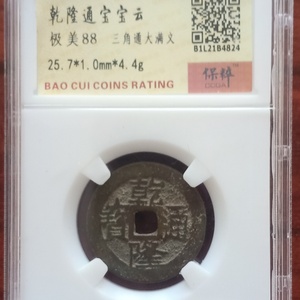 乾隆通宝宝云
极美88 三角通大满文
25.7*1.0mm*4.4g
B1L21B4824
保粹
BAO CUI COINS RATING
乾隆通寶